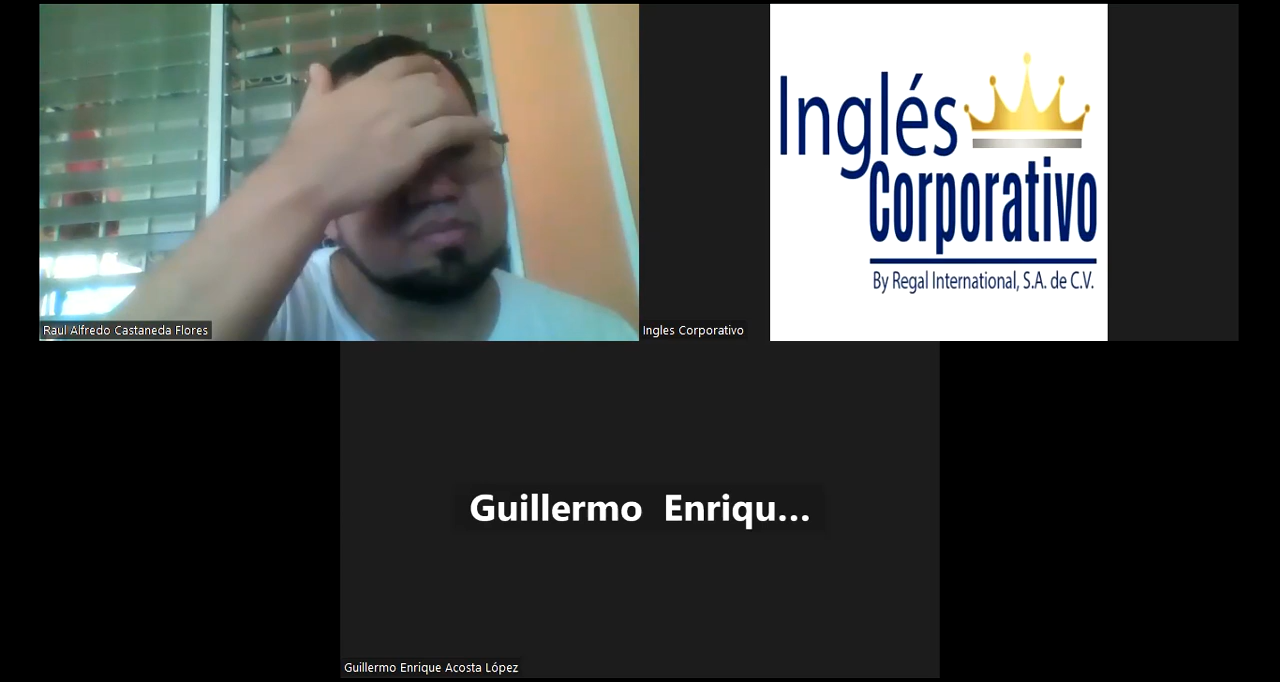 Inglés
Corporativo
By Regal International, S.A. de C.V.
Raul Alfredo Castaneda Flores
Ingles Corporativo
Guillermo Enriqu...
Guillermo Enrique Acosta López